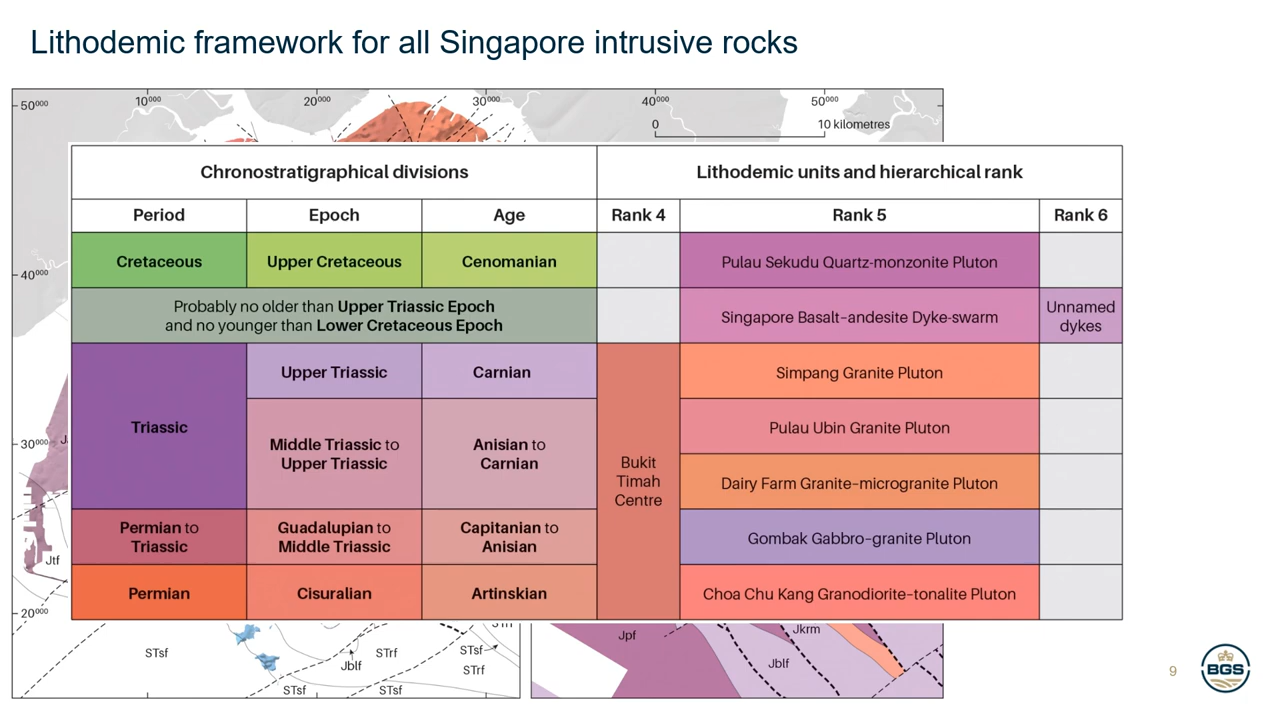 Lithodemic framework for all Singapore intrusive rocks
50000
10000
20000
30000
40000
50000
0
10 kilometres
Chronostratigraphical divisions
Lithodemic units and hierarchical rank
Period
Epoch
Age
Rank 4
Rank 5
Rank 6
Cretaceous
Upper Cretaceous
Cenomanian
Pulau Sekudu Quartz-monzonite Pluton
40000
Probably no older than Upper Triassic Epoch
and no younger than Lower Cretaceous Epoch
Singapore Basalt–andesite Dyke-swarm
Unnamed
dykes
Triassic
Upper Triassic
Carnian
Simpang Granite Pluton
Middle Triassic to
Upper Triassic
Anisian to
Carnian
Pulau Ubin Granite Pluton
30000
Bukit
Timah
Centre
Dairy Farm Granite–microgranite Pluton
Permian to
Triassic
Guadalupian to
Middle Triassic
Capitanian to
Anisian
Gombak Gabbro–granite Pluton
Jtf
Permian
Cisuralian
Artinskian
Choa Chu Kang Granodiorite–tonalite Pluton
20000
Jpf
Jkrm
STsf
STrf
STsf
Jblf
STrf
Jblf
STsf
STsf
9
BGS